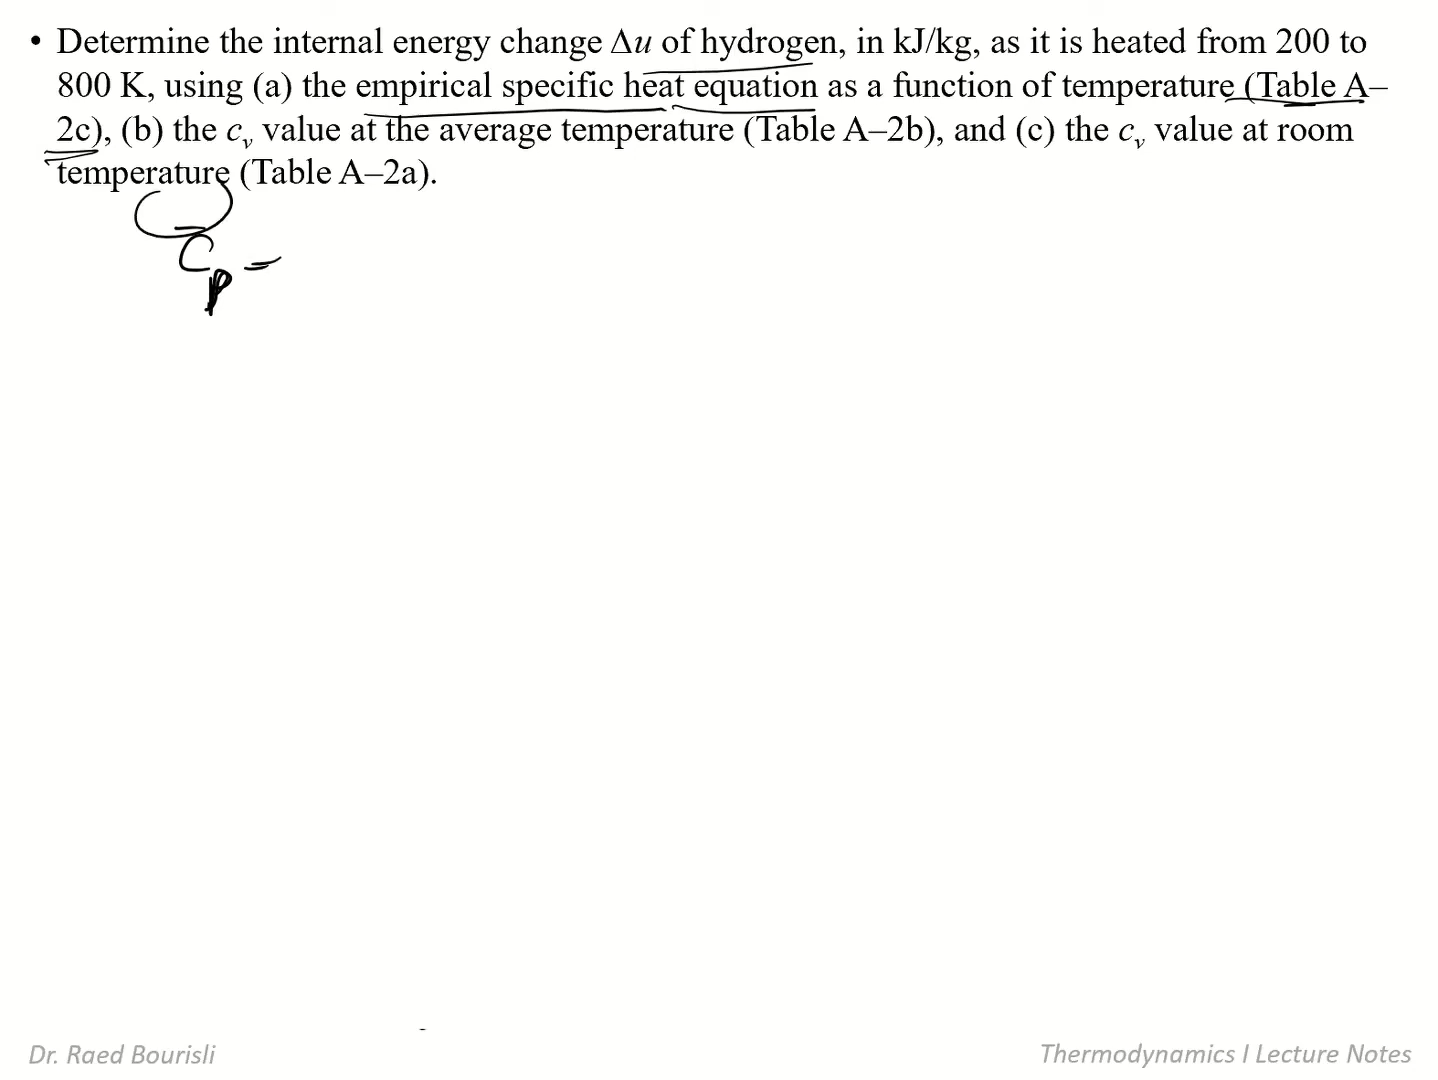 • Determine the internal energy change Δu of hydrogen, in kJ/kg, as it is heated from 200 to
800 K, using (a) the empirical specific heat equation as a function of temperature (Table A–
2c), (b) the cv value at the average temperature (Table A–2b), and (c) the cv value at room
temperature (Table A–2a).
c̄p =
Dr. Raed Bourisli
Thermodynamics I Lecture Notes